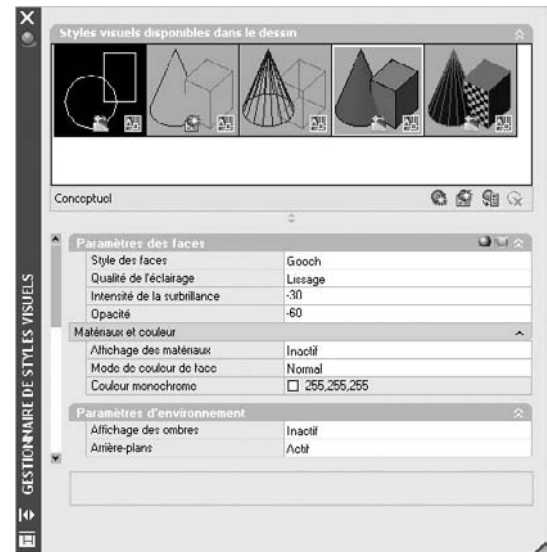 Styles visuels disponibles dans le dessin
Conceptuel
Paramètres des faces
Style des faces Gooch
Qualité de l'éclairage Lissage
Intensité de la surbrillance -30
Opacité -60
Matériaux et couleur
Affichage des matériaux Inactif
Mode de couleur de face Normal
Couleur monochrome 255,255,255
Paramètres d'environnement
Affichage des ombres Inactif
Arrière-plans Actif
GESTIONNAIRE DE STYLES VISUELS